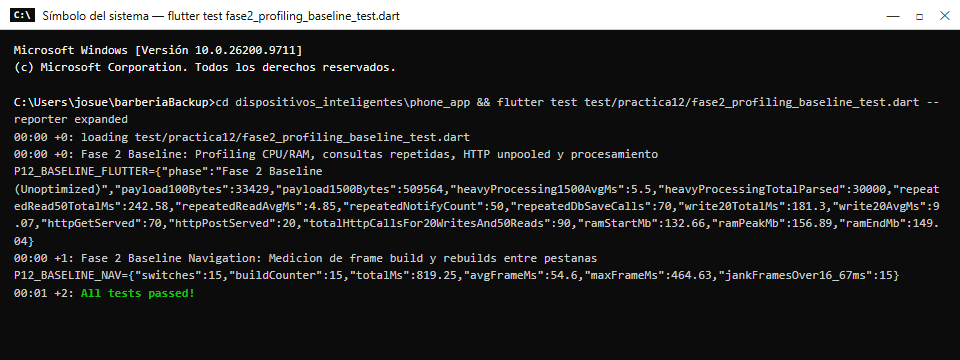 C:\ Símbolo del sistema — flutter test fase2_profiling_baseline_test.dart
Microsoft Windows [Versión 10.0.26200.9711]
(c) Microsoft Corporation. Todos los derechos reservados.
C:\Users\josue\barberiaBackup>cd dispositivos_inteligentes\phone_app && flutter test test/practica12/fase2_profiling_baseline_test.dart --
reporter expanded
00:00 +0: loading test/practica12/fase2_profiling_baseline_test.dart
00:00 +0: Fase 2 Baseline: Profiling CPU/RAM, consultas repetidas, HTTP unpooled y procesamiento
P12_BASELINE_FLUTTER={"phase":"Fase 2 Baseline
(Unoptimized)","payload100Bytes":33429,"payload1500Bytes":509564,"heavyProcessing1500AvgMs":5.5,"heavyProcessingTotalParsed":30000,"repeat
edRead50TotalMs":242.58,"repeatedReadAvgMs":4.85,"repeatedNotifyCount":50,"repeatedDbSaveCalls":70,"write20TotalMs":181.3,"write20AvgMs":9
.07,"httpGetServed":70,"httpPostServed":20,"totalHttpCallsFor20WritesAnd50Reads":90,"ramStartMb":132.66,"ramPeakMb":156.89,"ramEndMb":149.
04}
00:00 +1: Fase 2 Baseline Navigation: Medicion de frame build y rebuilds entre pestanas
P12_BASELINE_NAV={"switches":15,"buildCounter":15,"totalMs":819.25,"avgFrameMs":54.6,"maxFrameMs":464.63,"jankFramesOver16_67ms":15}
00:01 +2: All tests passed!